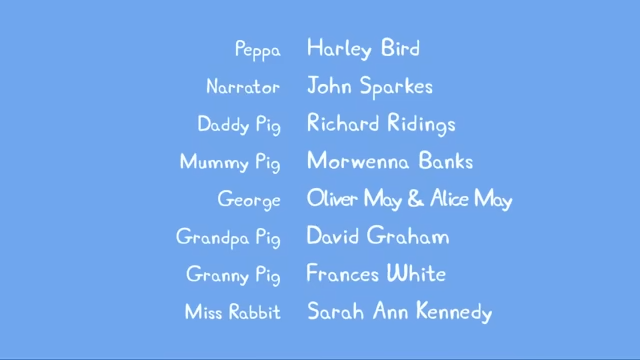 Peppa Harley Bird
Narrator John Sparkes
Daddy Pig Richard Ridings
Mummy Pig Morwenna Banks
George Oliver May & Alice May
Grandpa Pig David Graham
Granny Pig Frances White
Miss Rabbit Sarah Ann Kennedy